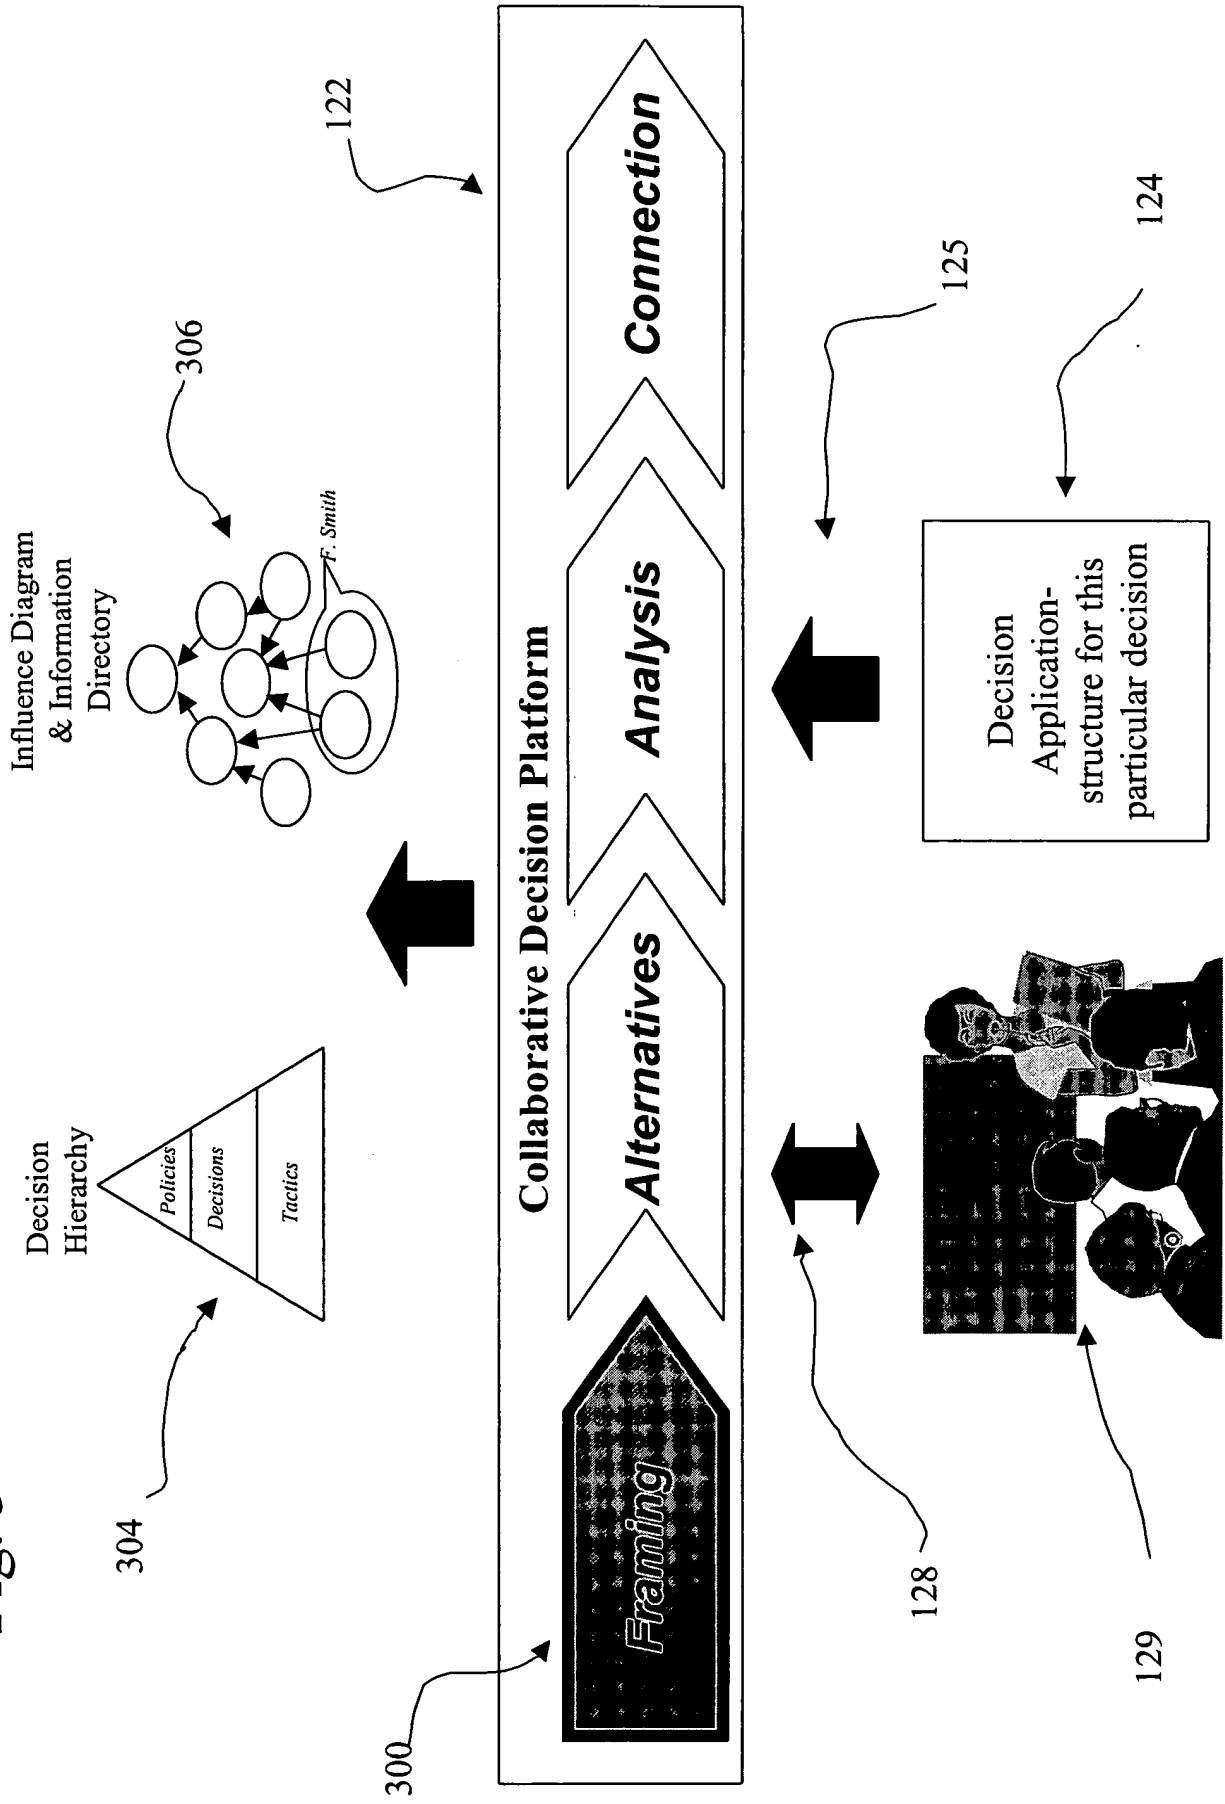 Decision
Hierarchy
Policies
Decisions
Tactics
304
Influence Diagram
& Information
Directory
F. Smith
306
122
Collaborative Decision Platform
Framing
Alternatives
Analysis
Connection
300
128
129
125
Decision
Application-
structure for this
particular decision
124